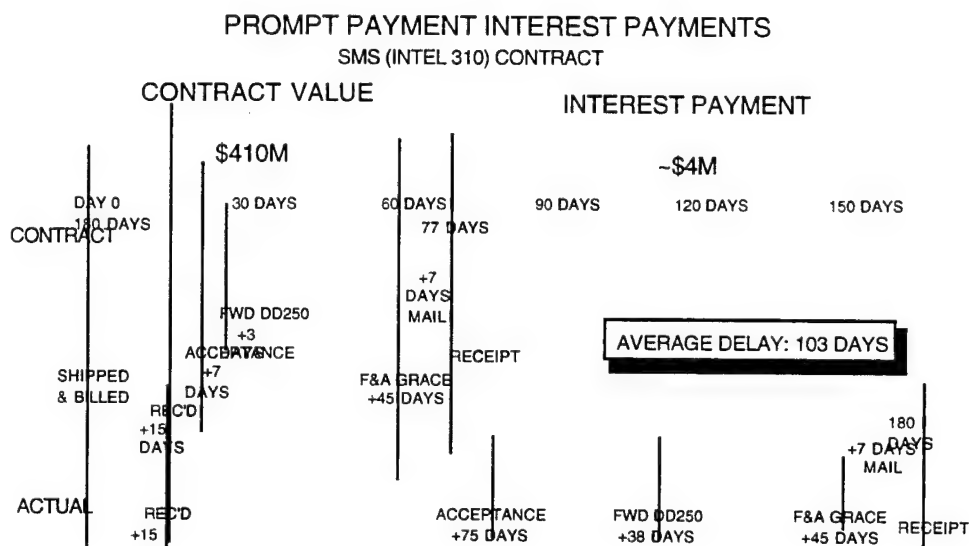 PROMPT PAYMENT INTEREST PAYMENTS
SMS (INTEL 310) CONTRACT
CONTRACT VALUE
INTEREST PAYMENT
$410M
~$4M
DAY 0
30 DAYS
60 DAYS
90 DAYS
120 DAYS
150 DAYS
180 DAYS
77 DAYS
CONTRACT
+7
DAYS
MAIL
FWD DD250
+3
DAYS
ACCEPTANCE
+7
DAYS
AVERAGE DELAY: 103 DAYS
RECEIPT
SHIPPED
& BILLED
F&A GRACE
+45 DAYS
REC'D
+15
DAYS
180
DAYS
+7 DAYS
MAIL
ACTUAL
REC'D
+15
ACCEPTANCE
+75 DAYS
FWD DD250
+38 DAYS
F&A GRACE
+45 DAYS
RECEIPT